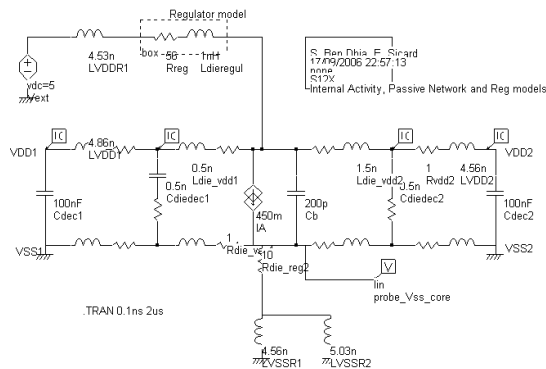 Regulator model
box
4.53n
LVDDR1
56
Rreg
1mH
Ldieregul
S. Ben Dhia, E. Sicard
17/09/2006 22:57:13
none
S12X
Internal Activity, Passive Network and Reg models
vdc=5
Vext
IC
IC
IC
IC
VDD1
4.86n
LVDD1
0.5n
Ldie_vdd1
1.5n
Ldie_vdd2
1
Rvdd2
4.56n
LVDD2
VDD2
100nF
Cdec1
0.5n
Cdiedec1
450m
IA
200p
Cb
0.5n
Cdiedec2
100nF
Cdec2
VSS1
1
10
Rdie_reg2
VSS2
V
lin
probe_Vss_core
.TRAN 0.1ns 2us
4.56n
LVSSR1
5.03n
LVSSR2